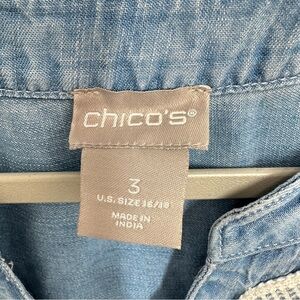 chico's®
3
U.S. SIZE 16/18
MADE IN
INDIA